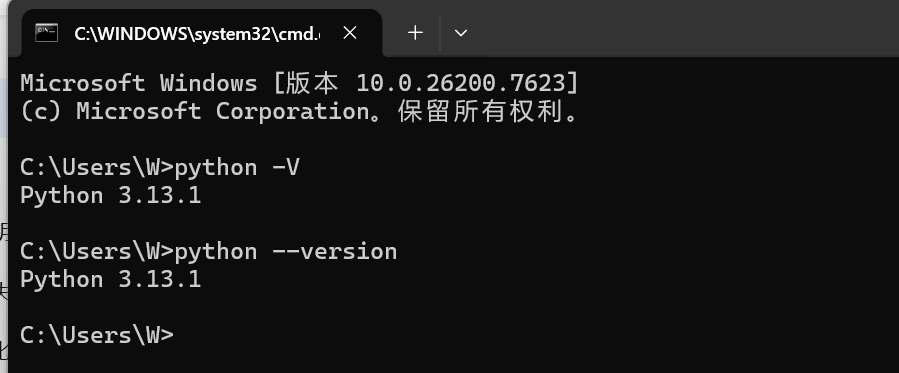 C:\WINDOWS\system32\cmd.
Microsoft Windows [版本 10.0.26200.7623]
(c) Microsoft Corporation。保留所有权利。
C:\Users\W>python -V
Python 3.13.1
C:\Users\W>python --version
Python 3.13.1
C:\Users\W>